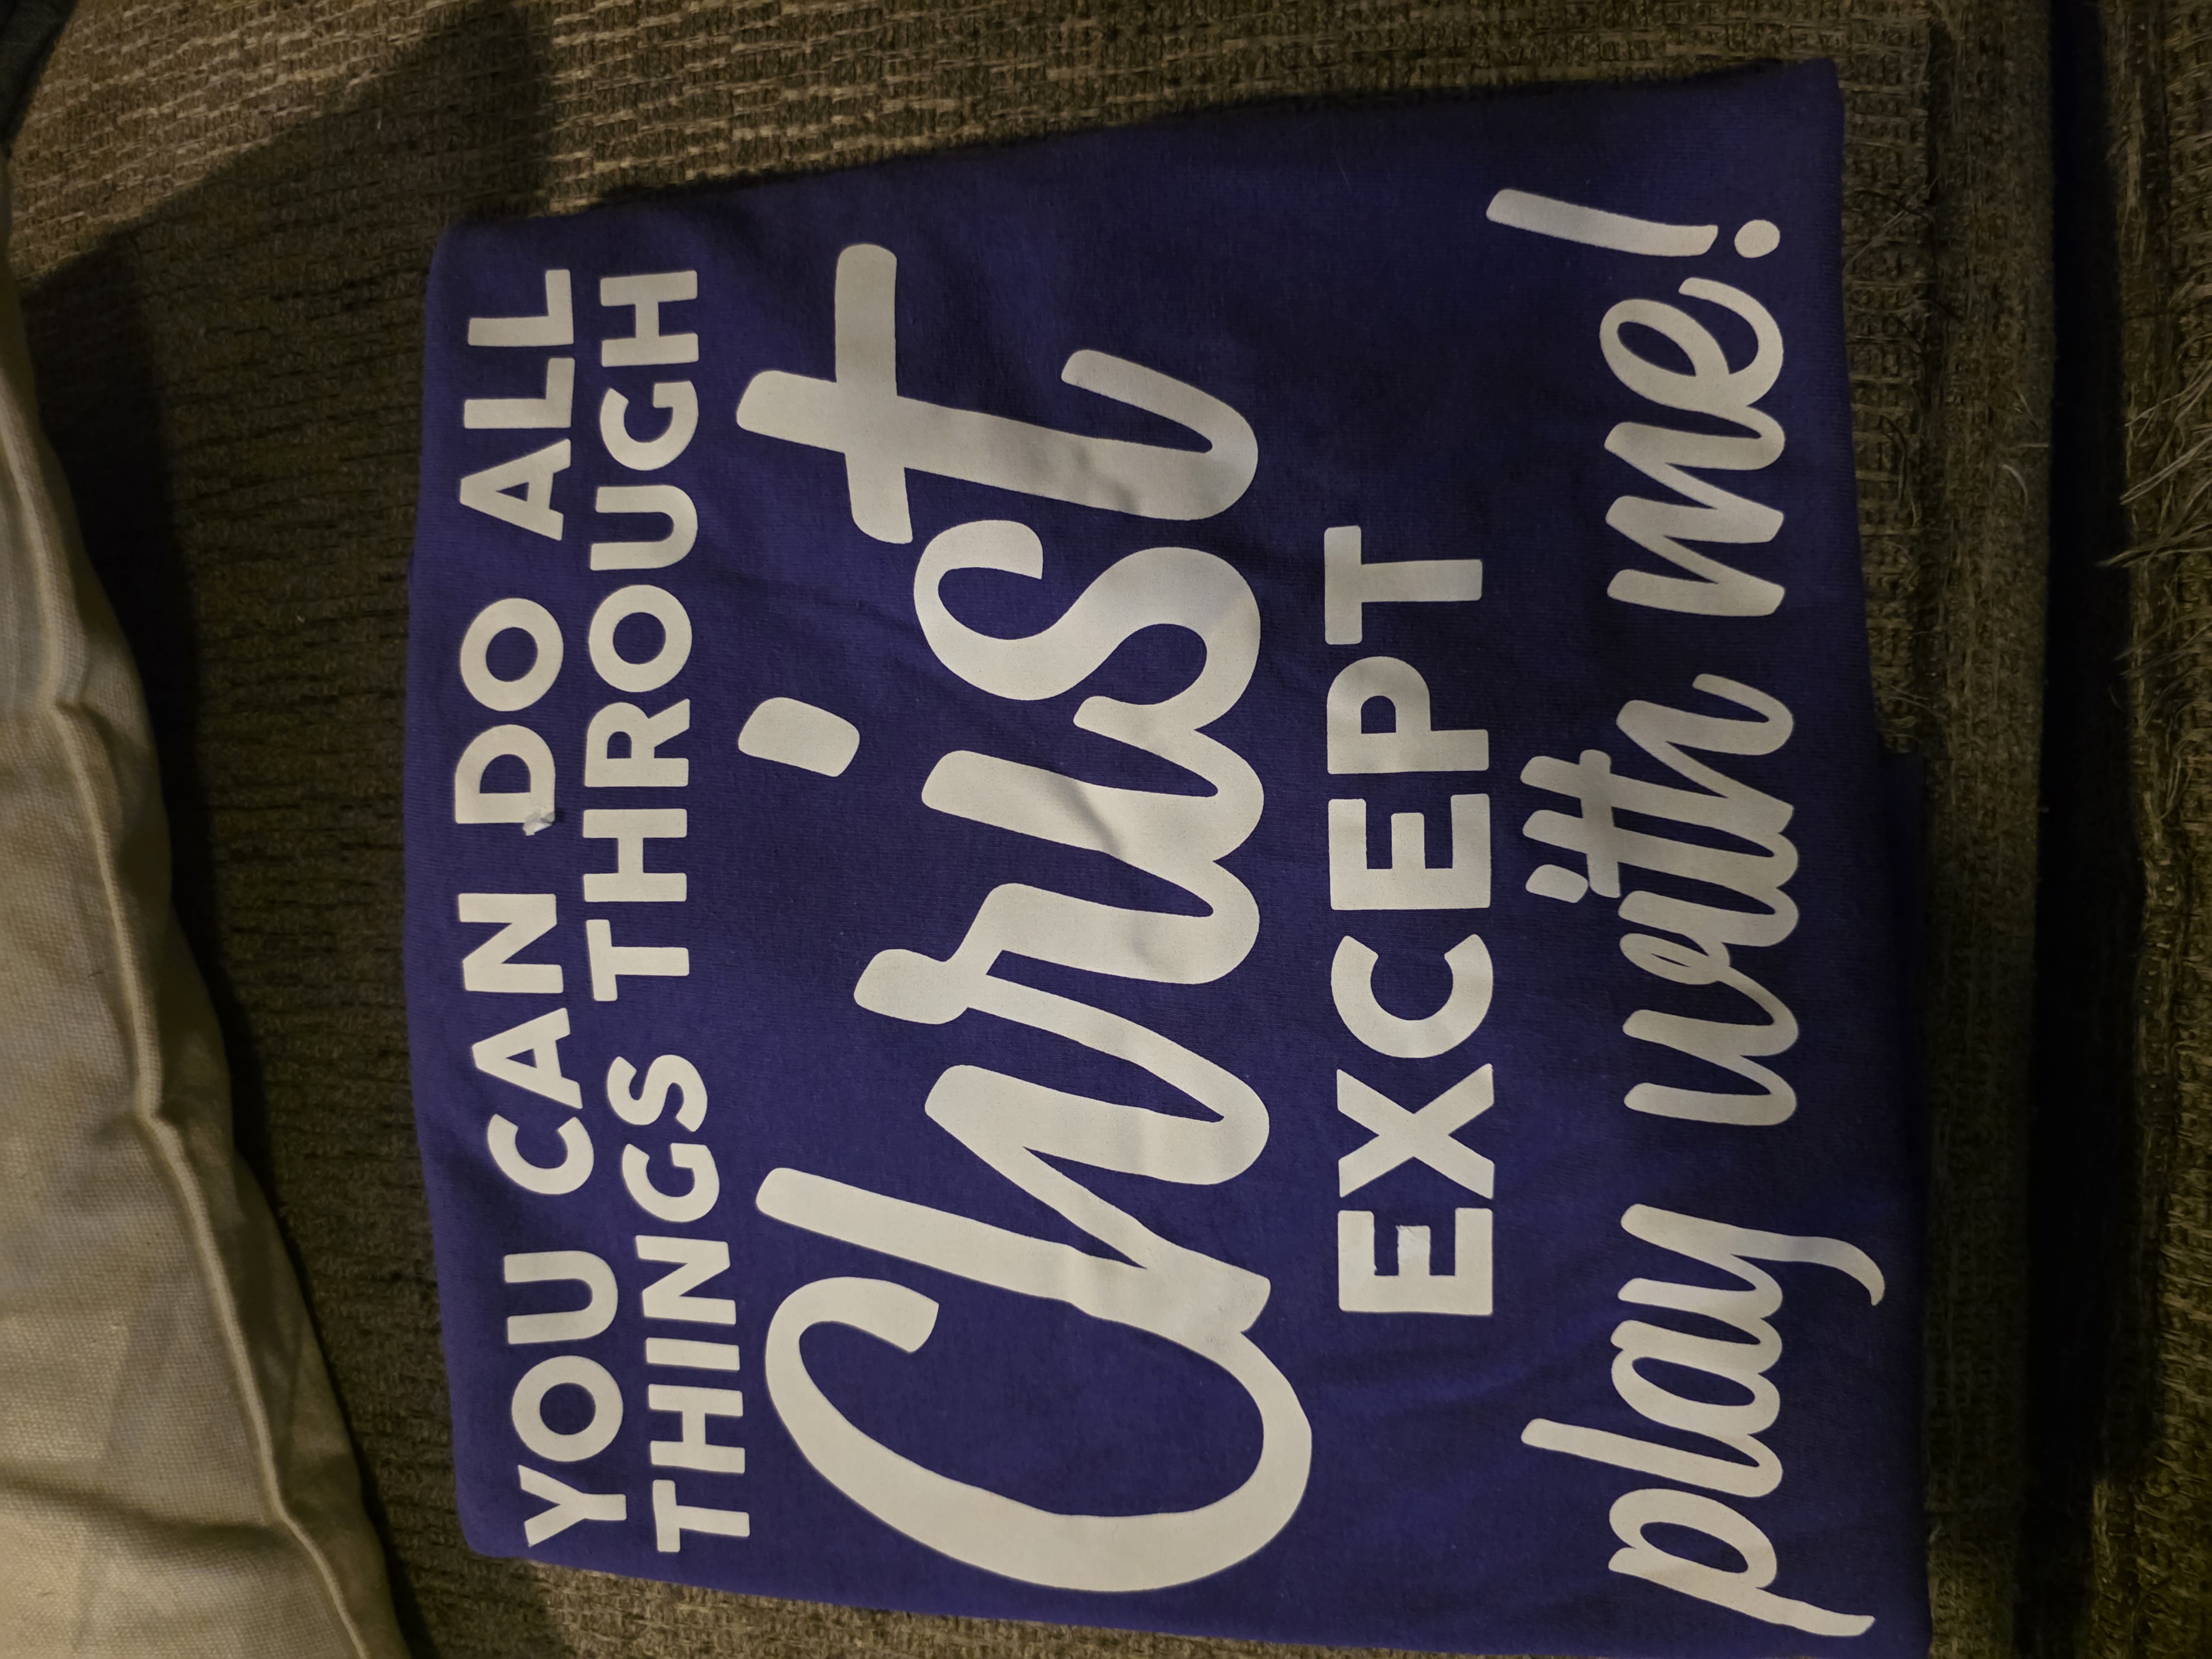 YOU CAN DO ALL
THINGS THROUGH
Christ
EXCEPT
play with me!